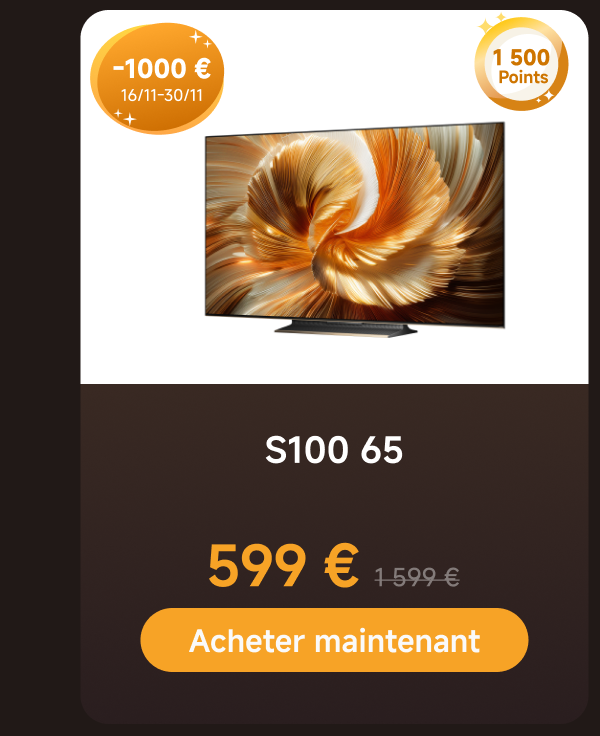 -1000 €
16/11-30/11
1 500
Points
S100 65
599 € 1 599 €
Acheter maintenant